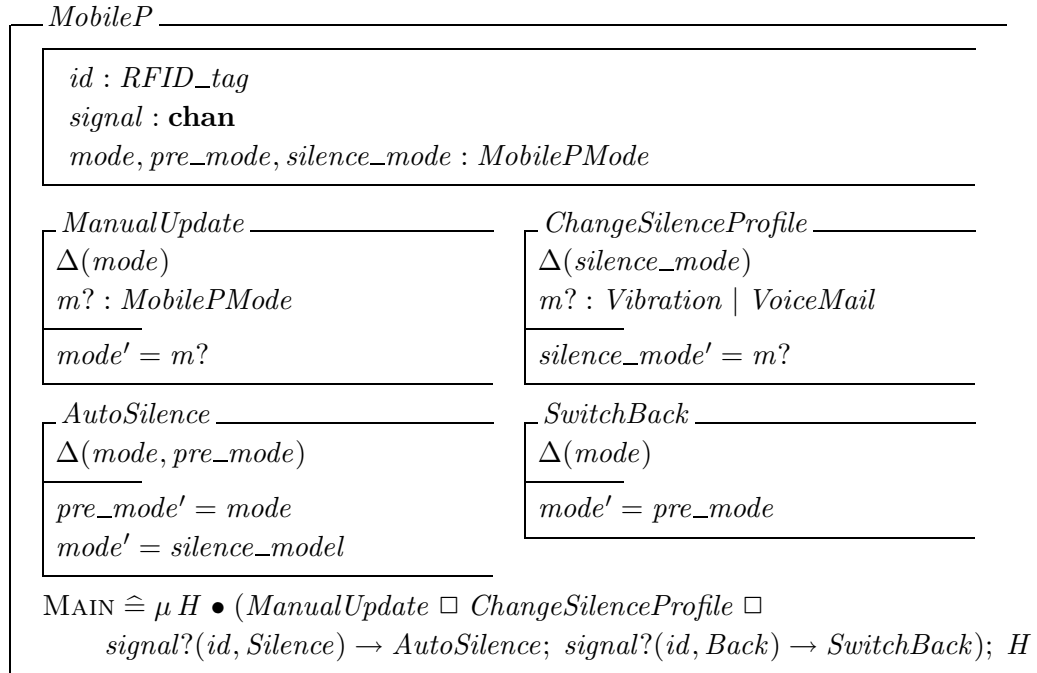 MobileP
id : RFID_tag
signal : chan
mode, pre_mode, silence_mode : MobilePMode
ManualUpdate
Δ(mode)
m? : MobilePMode
mode′ = m?
ChangeSilenceProfile
Δ(silence_mode)
m? : Vibration | VoiceMail
silence_mode′ = m?
AutoSilence
Δ(mode, pre_mode)
pre_mode′ = mode
mode′ = silence_model
SwitchBack
Δ(mode)
mode′ = pre_mode
MAIN ≙ μ H • (ManualUpdate □ ChangeSilenceProfile □
signal?(id, Silence) → AutoSilence; signal?(id, Back) → SwitchBack); H